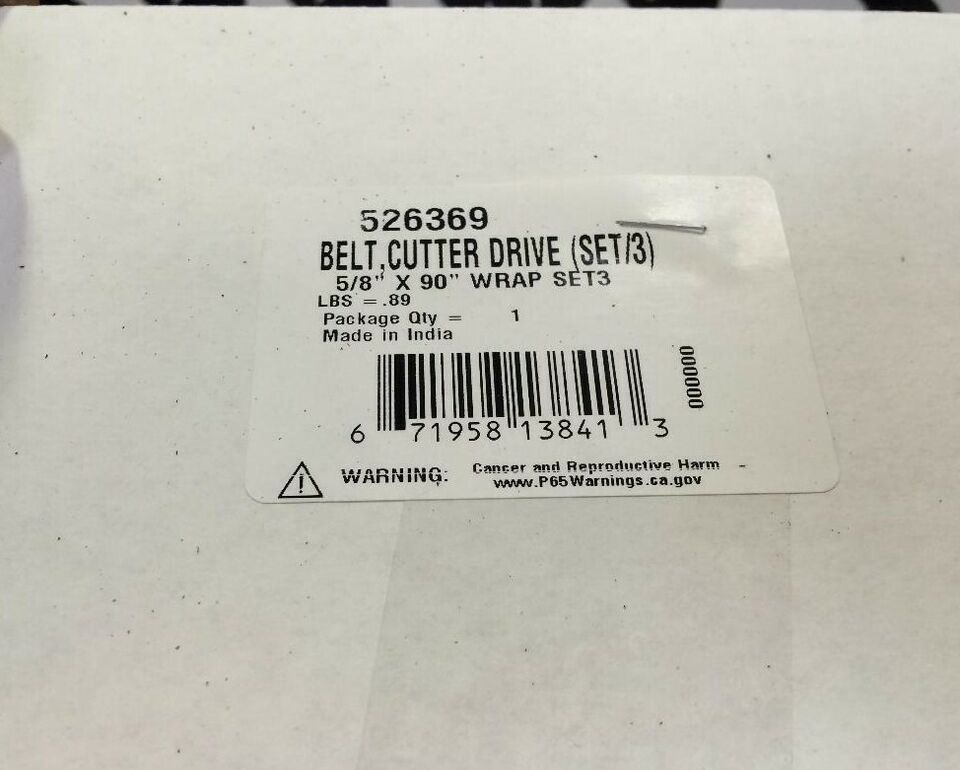 526369
BELT,CUTTER DRIVE (SET/3)
5/8" X 90" WRAP SET3
LBS = .89
Package Qty = 1
Made in India
000000
6 71958 13841 3
WARNING: Cancer and Reproductive Harm -
www.P65Warnings.ca.gov